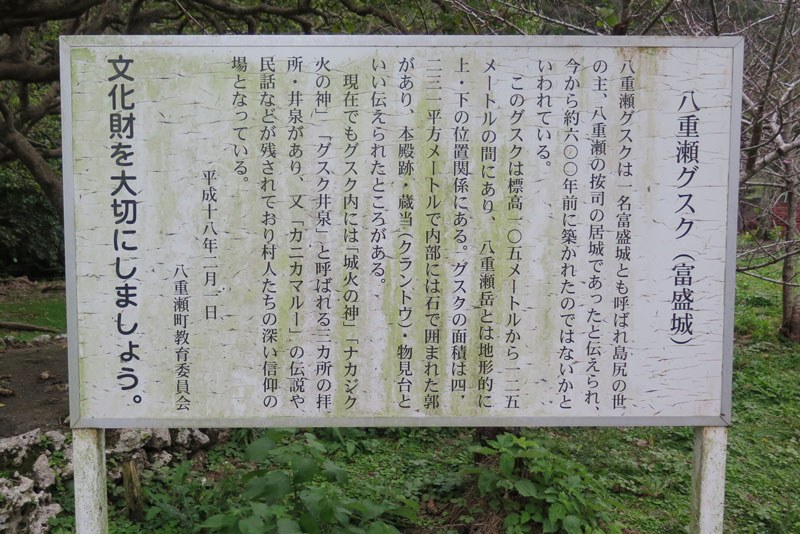 八重瀬グスク（富盛城）
八重瀬グスクは一名富盛城とも呼ばれ島尻の世
の主、八重瀬の按司の居城であったと伝えられ、
今から約六〇〇年前に築かれたのではないかと
いわれている。
このグスクは標高一〇五メートルから一二五
メートルの間にあり、八重瀬岳とは地形的に
上・下の位置関係にある。グスクの面積は四，
二三一平方メートルで内部には石で囲まれた郭
があり、本殿跡・蔵当（クラントウ）・物見台と
いい伝えられたところがある。
現在でもグスク内には「城火の神」「ナカジク
火の神」「グスク井泉」と呼ばれる三カ所の拝
所・井泉があり、又「カニカマルー」の伝説や
民話などが残されており村人たちの深い信仰の
場となっている。
平成十八年二月一日
八重瀬町教育委員会
文化財を大切にしましょう。